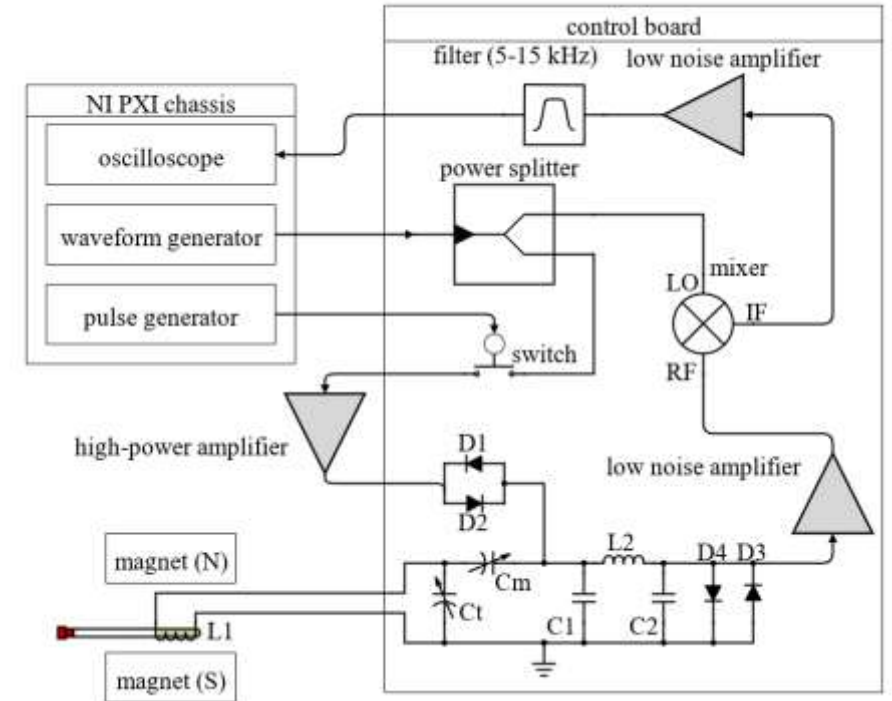 control board
filter (5-15 kHz)
low noise amplifier
NI PXI chassis
oscilloscope
power splitter
waveform generator
mixer
LO
IF
pulse generator
switch
RF
high-power amplifier
D1
low noise amplifier
D2
L2
D4
D3
magnet (N)
Cm
Ct
C1
C2
L1
magnet (S)